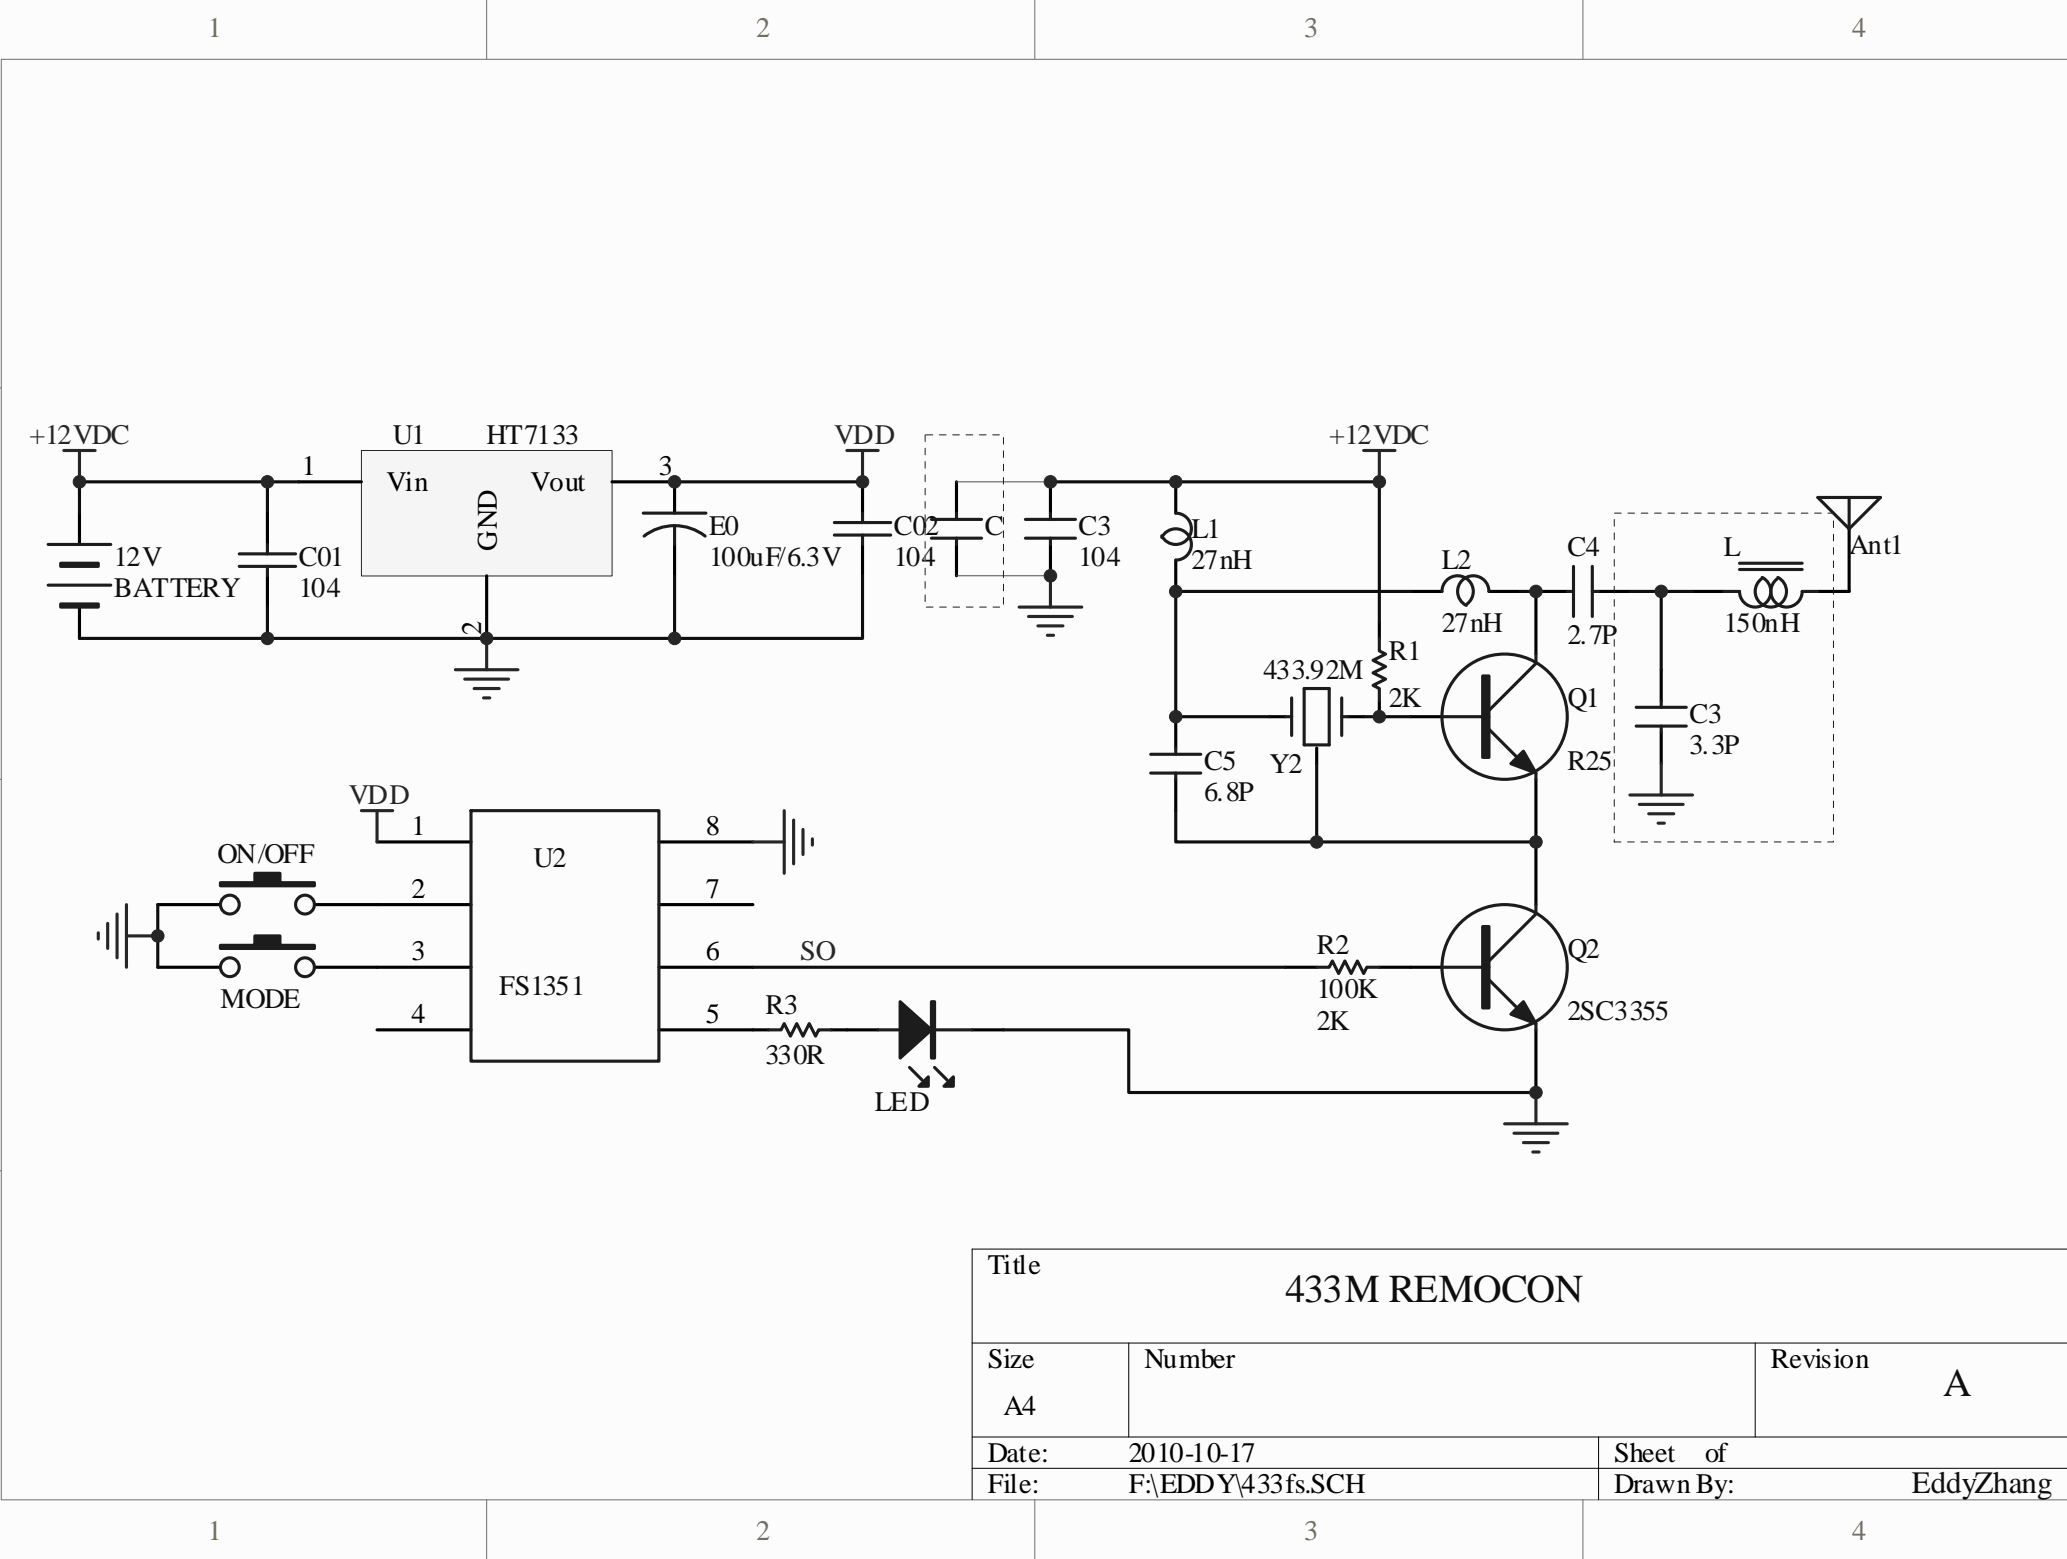 1 2 3 4
+12VDC
U1 HT7133
1 Vin GND Vout 3
2
12V
BATTERY
C01
104
E0
100uF/6.3V
VDD
C02
104
C
C3
104
L1
27nH
+12VDC
L2
27nH
C4
2.7P
L
150nH
Ant1
R1
2K
433.92M
Y2
C5
6.8P
Q1
R25
C3
3.3P
VDD
ON/OFF
MODE
1
2
3
4
U2
FS1351
8
7
6
5
SO
R3
330R
LED
R2
100K
2K
Q2
2SC3355
Title
433M REMOCON
Size
A4
Number
Revision
A
Date: 2010-10-17
Sheet of
File: F:\EDDY\433fs.SCH
Drawn By: EddyZhang
1 2 3 4